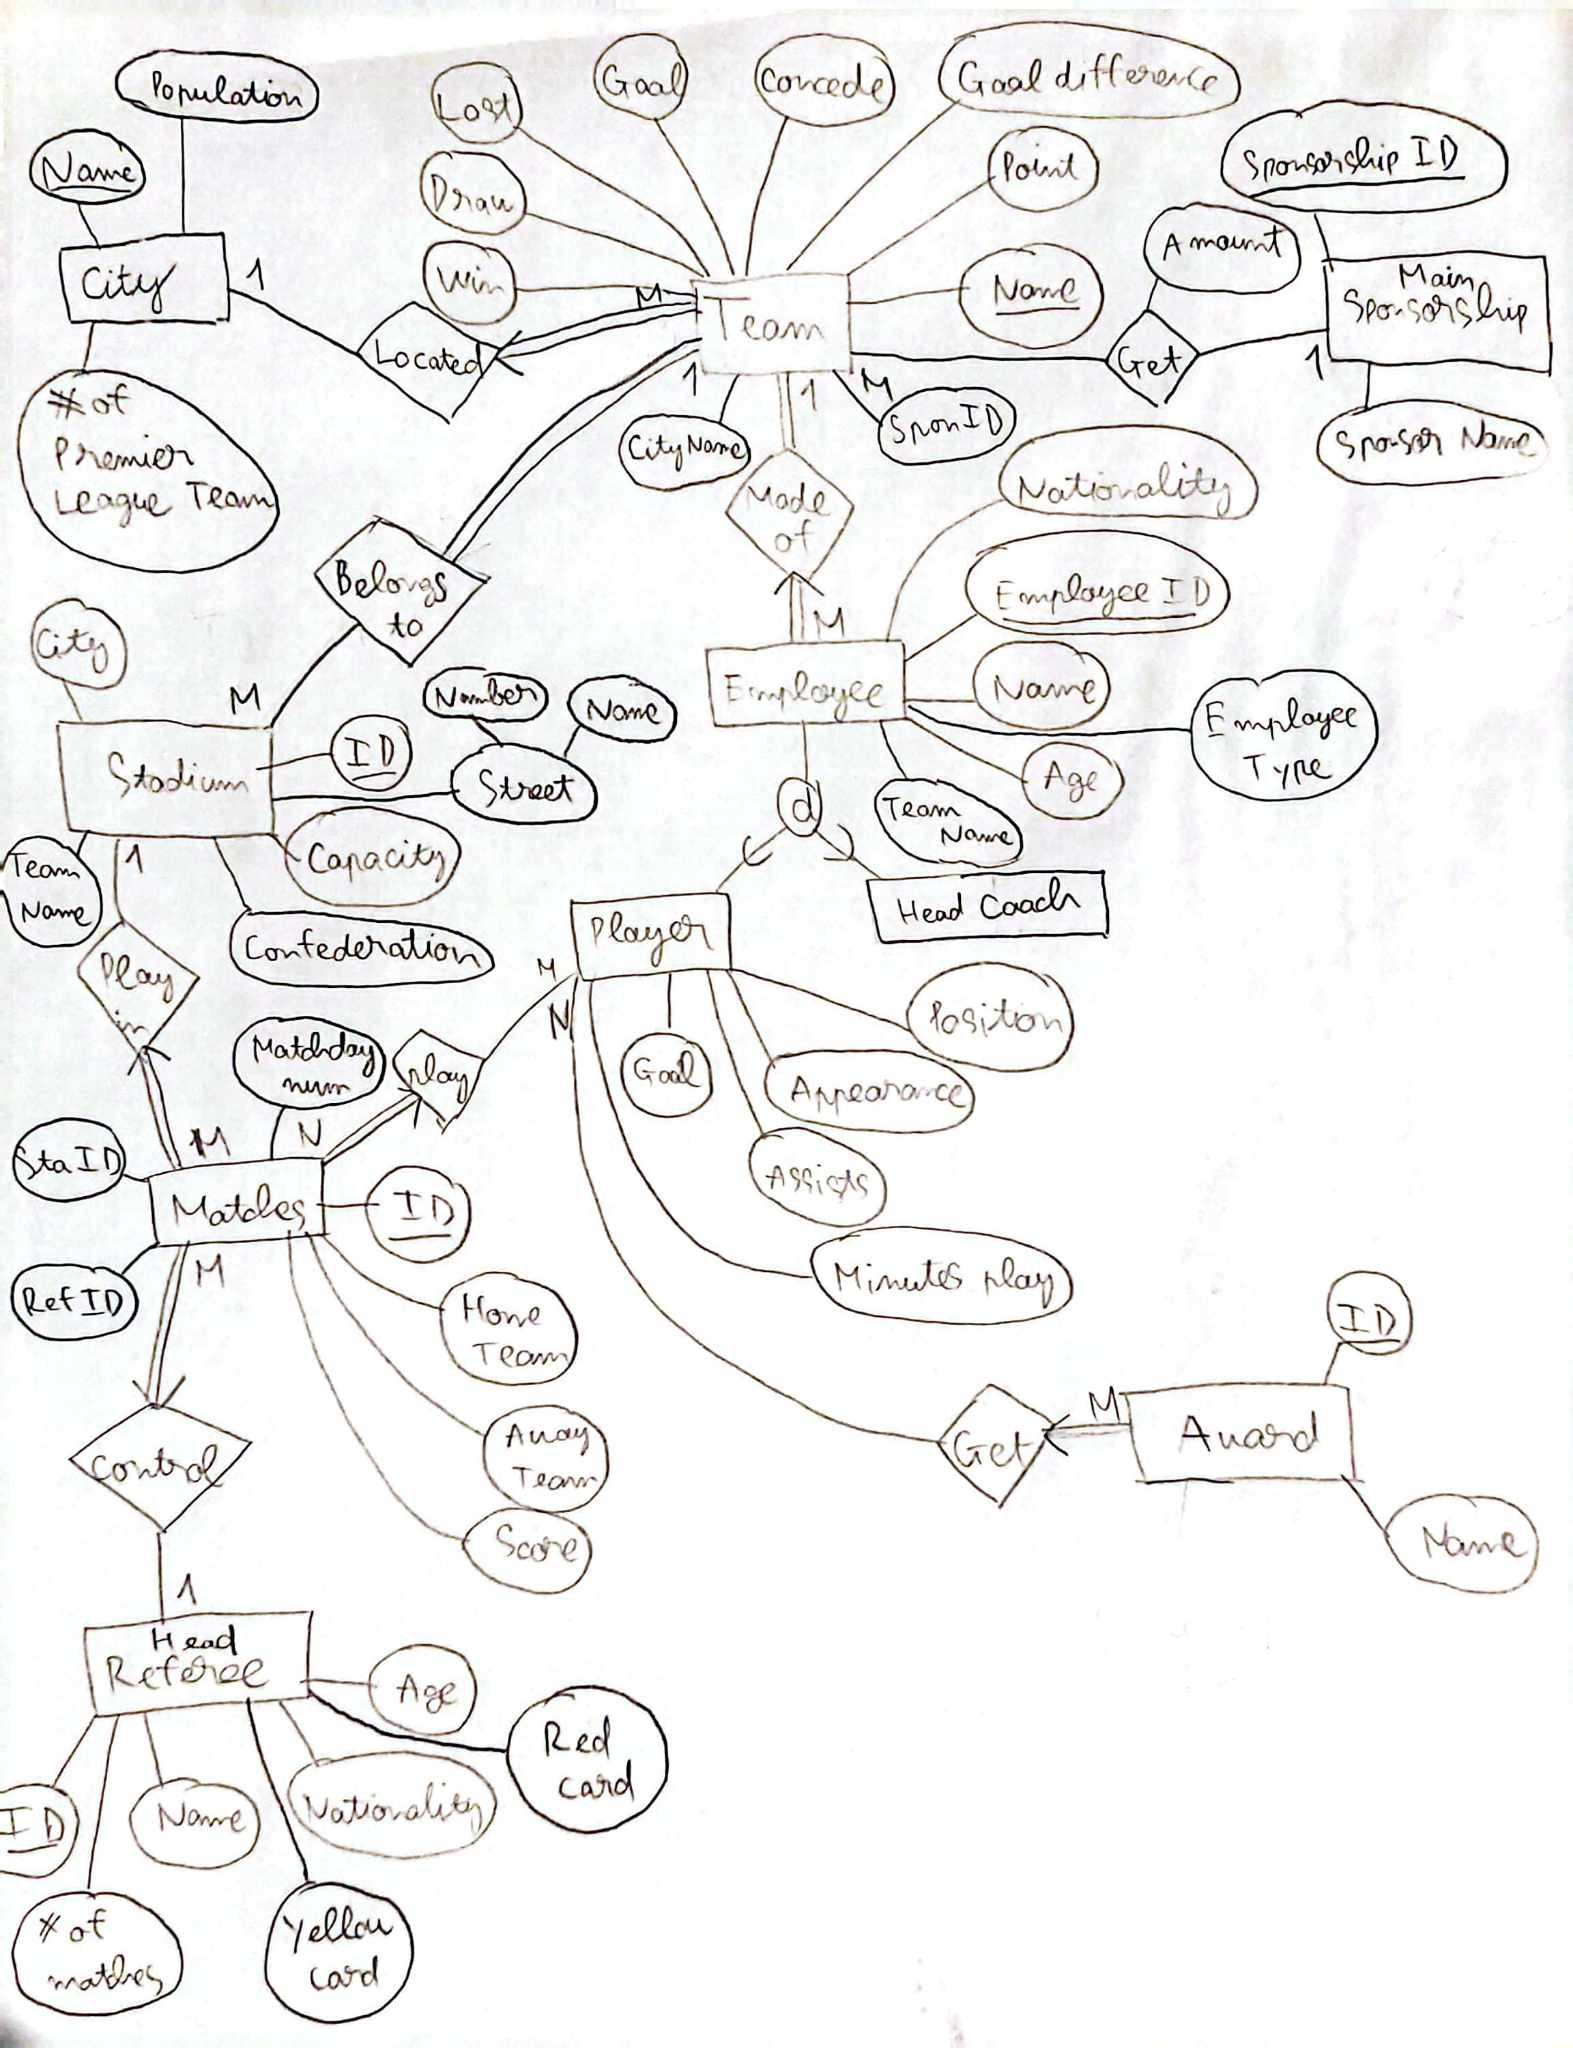 Population
Lost
Goal
Concede
Goal difference
Name
Draw
Point
Sponsorship ID
City
1
Win
M
Team
Name
Amount
Main
Sponsorship
Located
Get
1
1
1
M
# of
Premier
League Team
City Name
Spon ID
Sponsor Name
Made
of
Nationality
Belongs
to
Employee ID
M
City
M
Number
Name
Employee
Name
Employee
Type
Stadium
ID
Street
Age
d
Team
Name
Team
Name
1
Capacity
Head Coach
Player
Confederation
Play
in
M
N
Position
Matchday
num
Play
Goal
Appearance
Sta ID
M
N
Assists
Matches
ID
Ref ID
M
Minutes play
Home
Team
ID
Away
Team
M
Award
Control
Get
Score
Name
1
Head
Referee
Age
Red
card
ID
Name
Nationality
# of
matches
Yellow
card